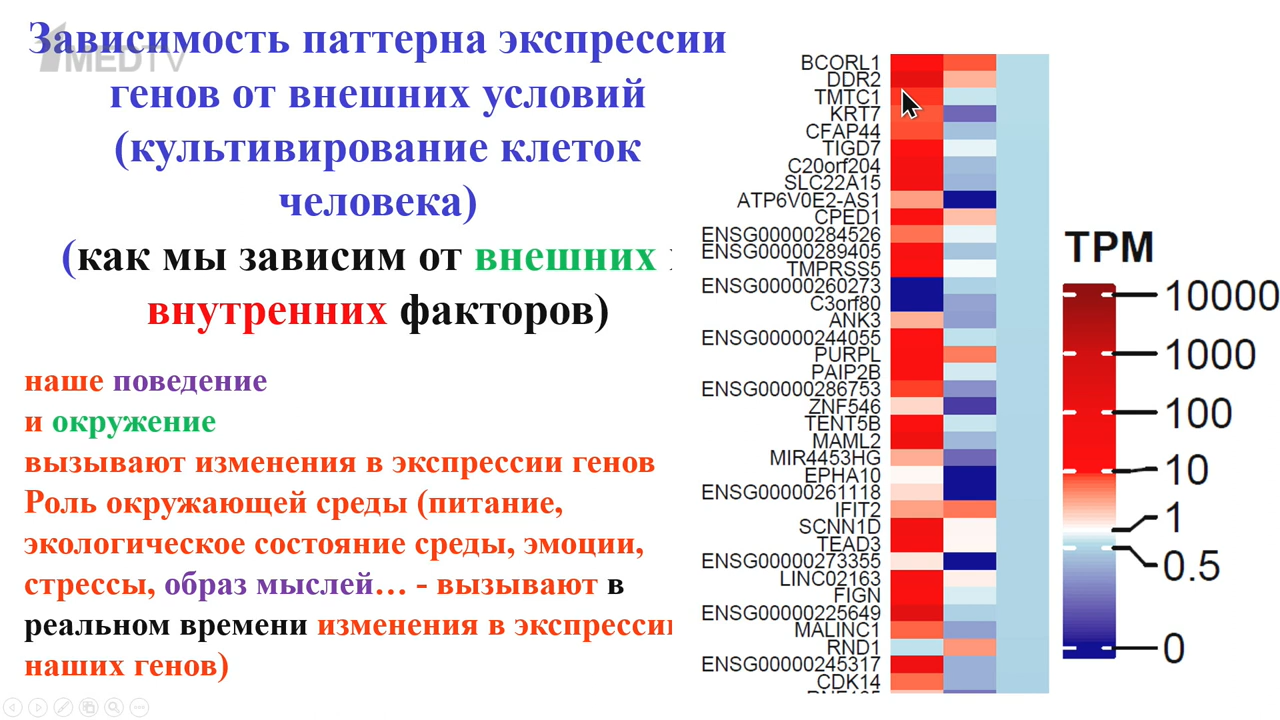 Зависимость паттерна экспрессии
1MEDTV
генов от внешних условий
(культивирование клеток
человека)
(как мы зависим от внешних
внутренних факторов)
наше поведение
и окружение
вызывают изменения в экспрессии генов
Роль окружающей среды (питание,
экологическое состояние среды, эмоции,
стрессы, образ мыслей… - вызывают в
реальном времени изменения в экспрессии
наших генов)
BCORL1
DDR2
TMTC1
KRT7
CFAP44
TIGD7
C20orf204
SLC22A15
ATP6V0E2-AS1
CPED1
ENSG00000284526
ENSG00000289405
TMPRSS5
ENSG00000260273
C3orf80
ANK3
ENSG00000244055
PURPL
PAIP2B
ENSG00000286753
ZNF546
TENT5B
MAML2
MIR4453HG
EPHA10
ENSG00000261118
IFIT2
SCNN1D
TEAD3
ENSG00000273355
LINC02163
FIGN
ENSG00000225649
MALINC1
RND1
ENSG00000245317
CDK14
TPM
10000
1000
100
10
1
0.5
0